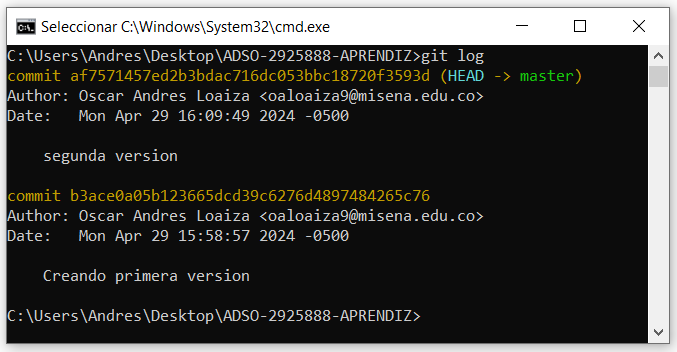 Seleccionar C:\Windows\System32\cmd.exe
C:\Users\Andres\Desktop\ADSO-2925888-APRENDIZ>git log
commit af7571457ed2b3bdac716dc053bbc18720f3593d (HEAD -> master)
Author: Oscar Andres Loaiza <oaloaiza9@misena.edu.co>
Date:   Mon Apr 29 16:09:49 2024 -0500
segunda version
commit b3ace0a05b123665dcd39c6276d4897484265c76
Author: Oscar Andres Loaiza <oaloaiza9@misena.edu.co>
Date:   Mon Apr 29 15:58:57 2024 -0500
Creando primera version
C:\Users\Andres\Desktop\ADSO-2925888-APRENDIZ>